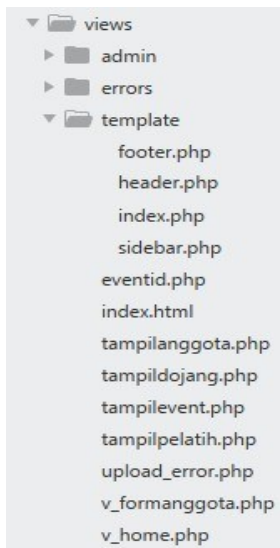 views
admin
errors
template
footer.php
header.php
index.php
sidebar.php
eventid.php
index.html
tampilanggota.php
tampildojang.php
tampilevent.php
tampilpelatih.php
upload_error.php
v_formanggota.php
v_home.php